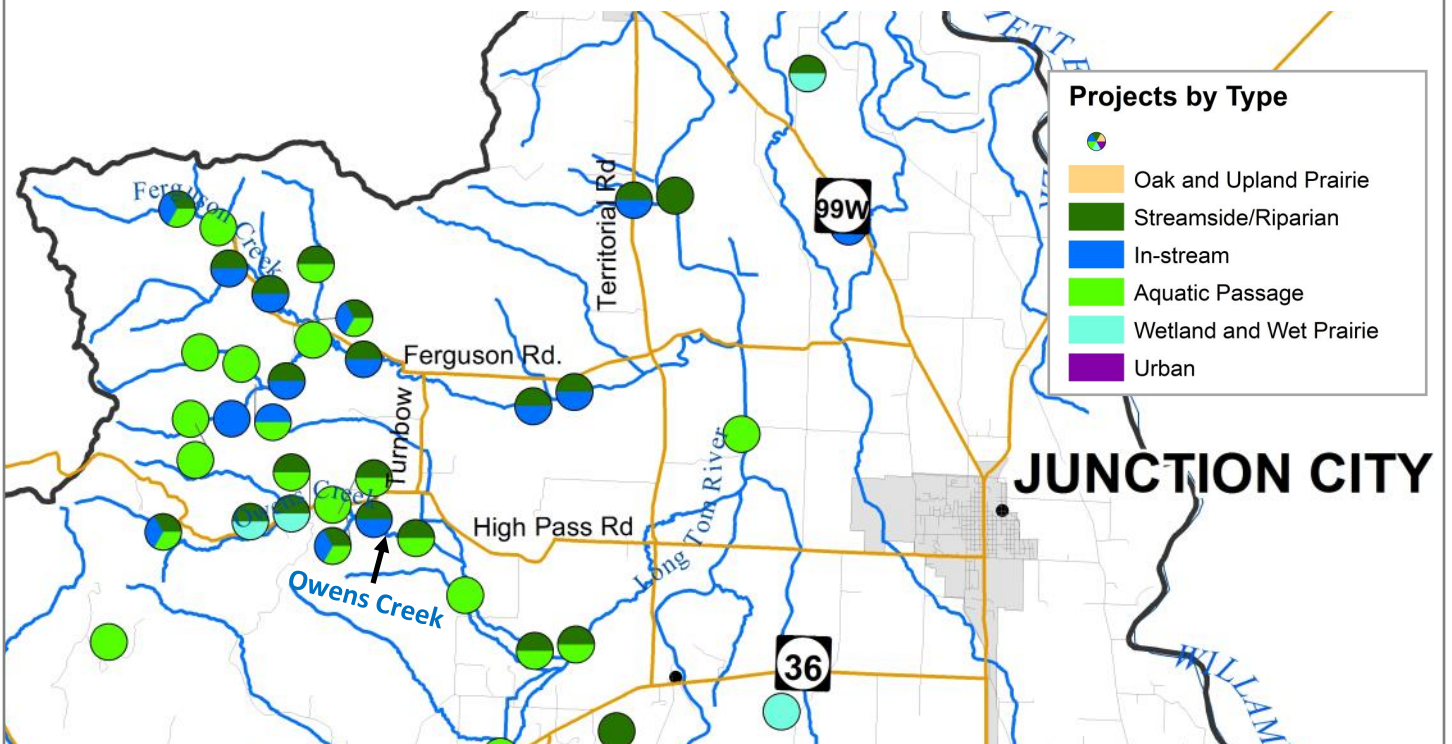 Projects by Type
Oak and Upland Prairie
Streamside/Riparian
In-stream
Aquatic Passage
Wetland and Wet Prairie
Urban
Ferguson Creek
Territorial Rd
99W
Ferguson Rd.
Turnbow
JUNCTION CITY
Long Tom River
Owens Creek
High Pass Rd
Owens Creek
36
WILLAM